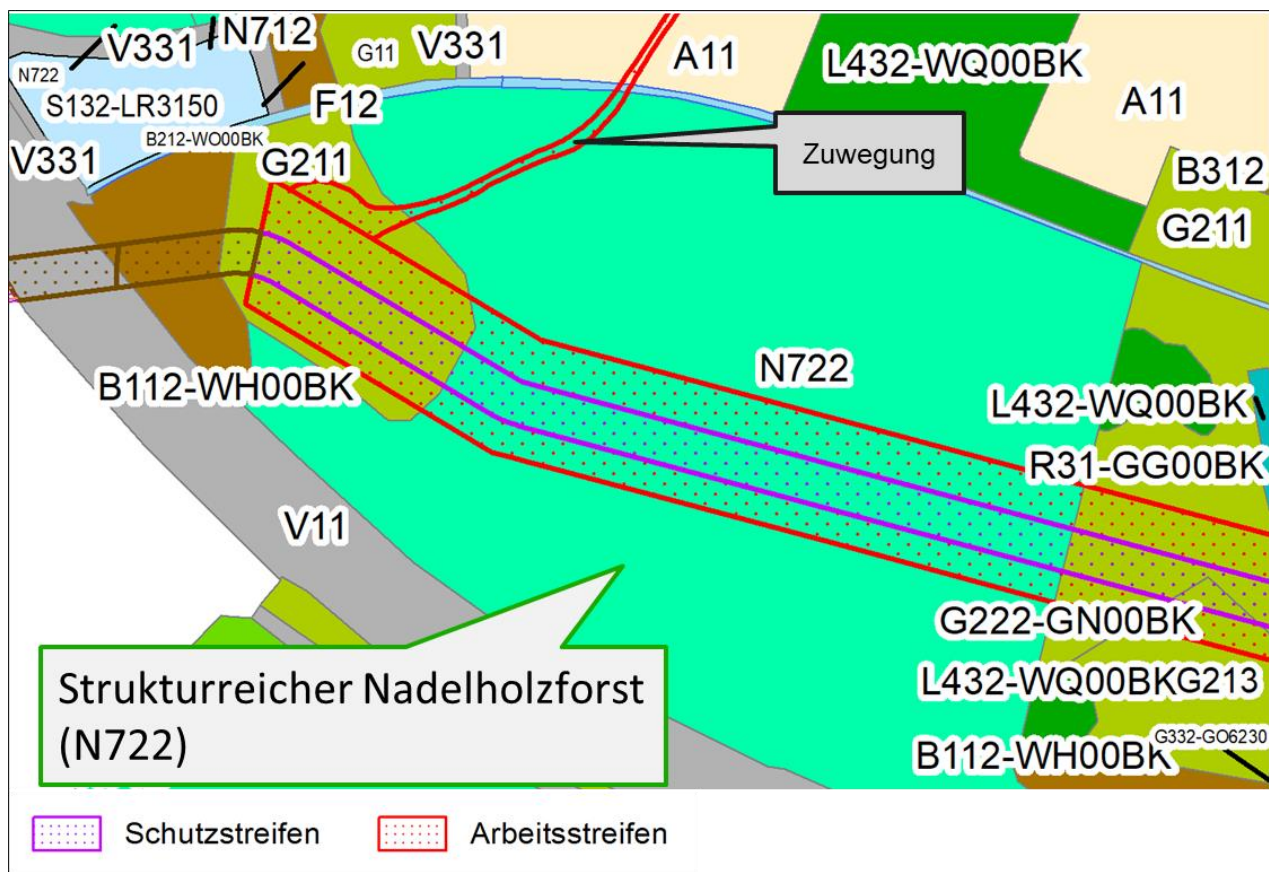 V331
N712
G11
V331
A11
L432-WQ00BK
N722
S132-LR3150
F12
A11
B212-WO00BK
V331
G211
Zuwegung
B312
G211
B112-WH00BK
N722
L432-WQ00BK
R31-GG00BK
V11
G222-GN00BK
Strukturreicher Nadelholzforst
(N722)
L432-WQ00BKG213
G332-GO6230
B112-WH00BK
Schutzstreifen
Arbeitsstreifen